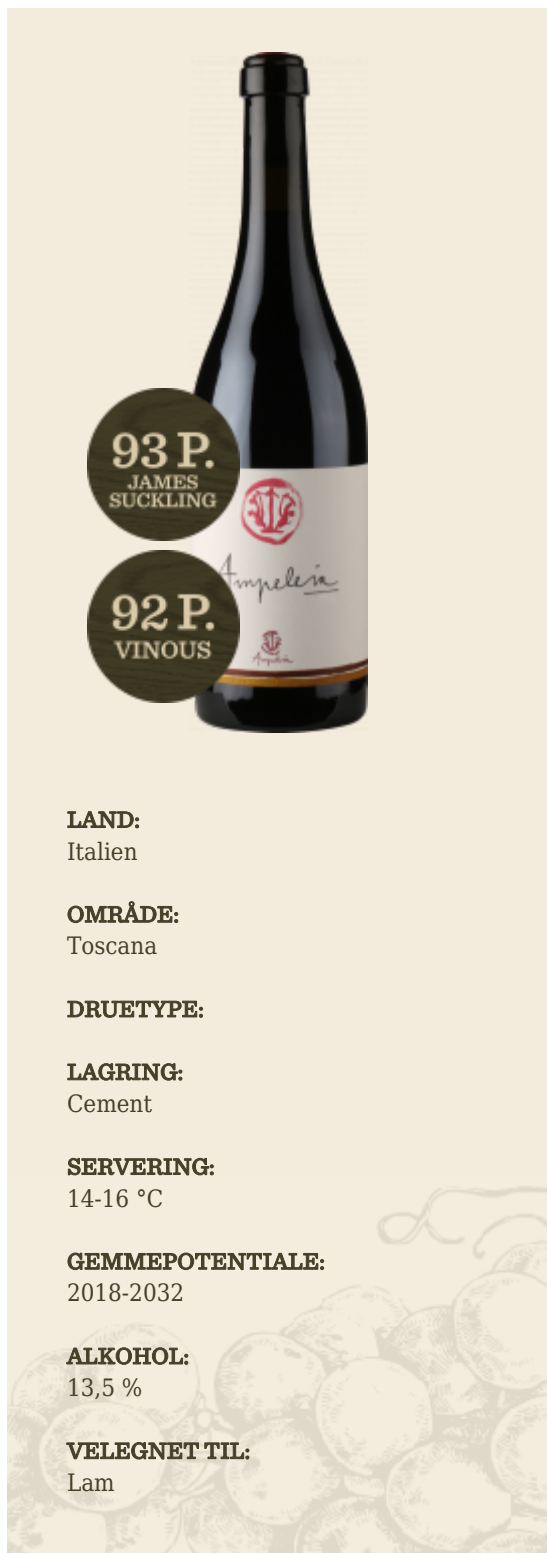 93 P.
JAMES
SUCKLING
Ampeleia
92 P.
VINOUS
Ampeleia
LAND:
Italien
OMRÅDE:
Toscana
DRUETYPE:
LAGRING:
Cement
SERVERING:
14-16 °C
GEMMEPOTENTIALE:
2018-2032
ALKOHOL:
13,5 %
VELEGNET TIL:
Lam